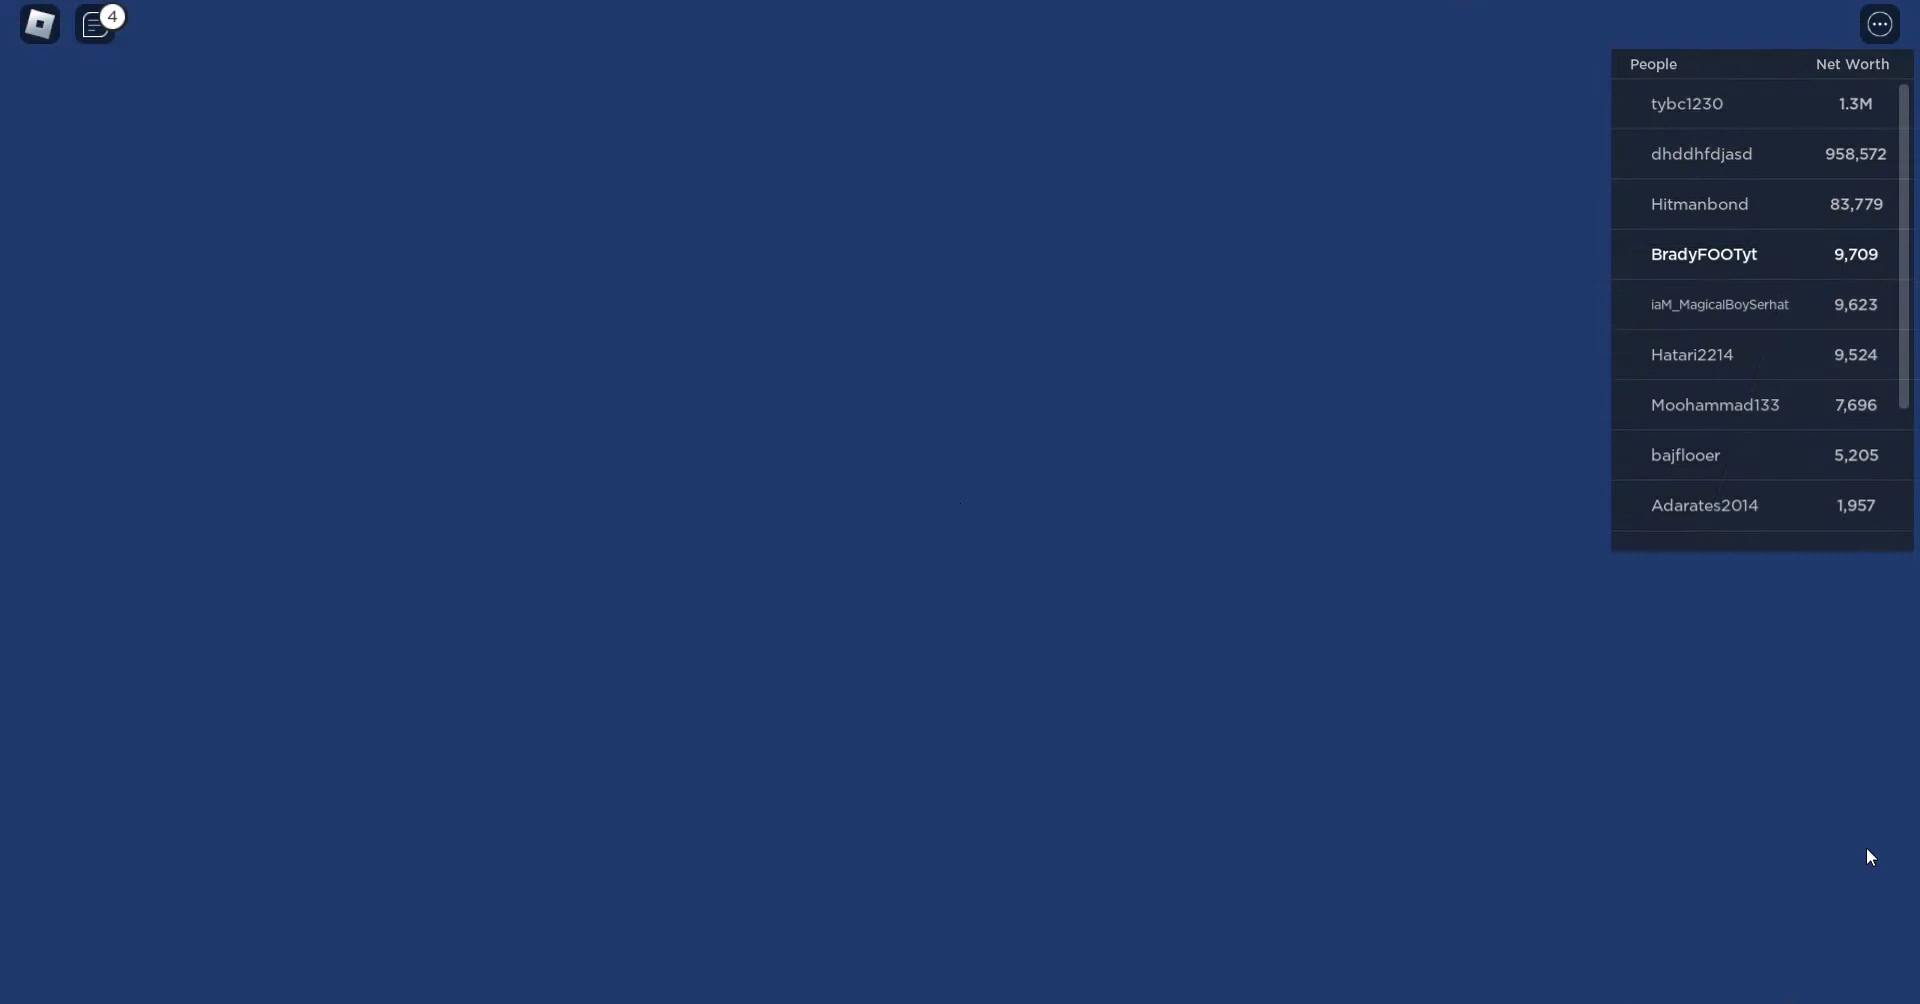 4
People Net Worth
tybc1230 1.3M
dhddhfdjasd 958,572
Hitmanbond 83,779
BradyFOOTyt 9,709
iaM_MagicalBoySerhat 9,623
Hatari2214 9,524
Moohammad133 7,696
bajflooer 5,205
Adarates2014 1,957